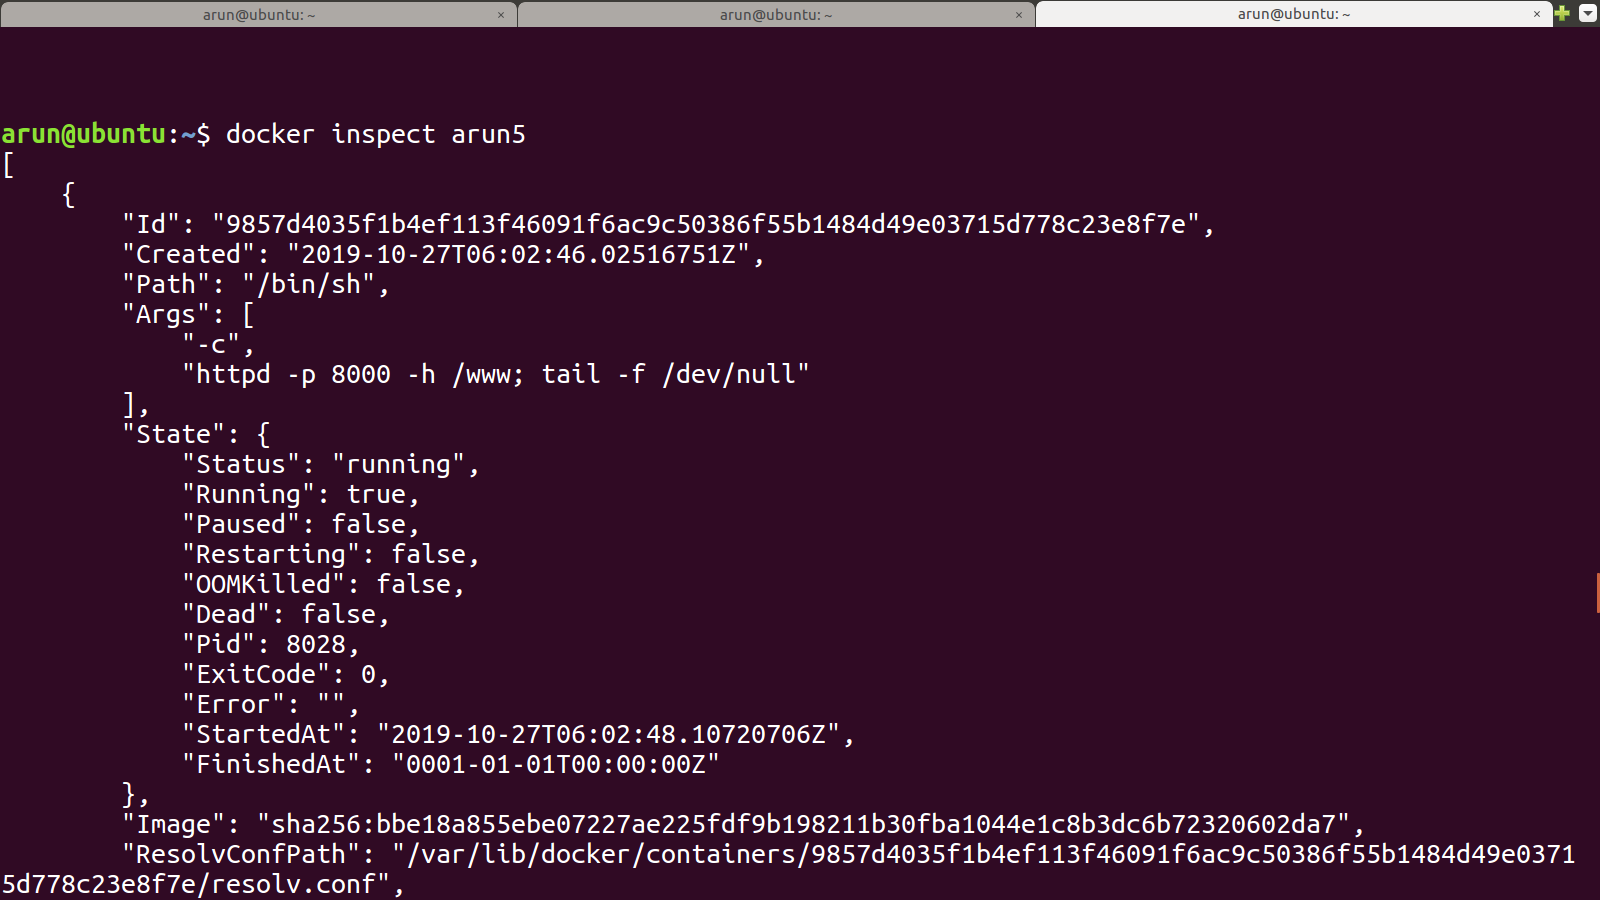 arun@ubuntu: ~ × arun@ubuntu: ~ × arun@ubuntu: ~ ×
arun@ubuntu:~$ docker inspect arun5
[
    {
        "Id": "9857d4035f1b4ef113f46091f6ac9c50386f55b1484d49e03715d778c23e8f7e",
        "Created": "2019-10-27T06:02:46.02516751Z",
        "Path": "/bin/sh",
        "Args": [
            "-c",
            "httpd -p 8000 -h /www; tail -f /dev/null"
        ],
        "State": {
            "Status": "running",
            "Running": true,
            "Paused": false,
            "Restarting": false,
            "OOMKilled": false,
            "Dead": false,
            "Pid": 8028,
            "ExitCode": 0,
            "Error": "",
            "StartedAt": "2019-10-27T06:02:48.10720706Z",
            "FinishedAt": "0001-01-01T00:00:00Z"
        },
        "Image": "sha256:bbe18a855ebe07227ae225fdf9b198211b30fba1044e1c8b3dc6b72320602da7",
        "ResolvConfPath": "/var/lib/docker/containers/9857d4035f1b4ef113f46091f6ac9c50386f55b1484d49e0371
5d778c23e8f7e/resolv.conf",